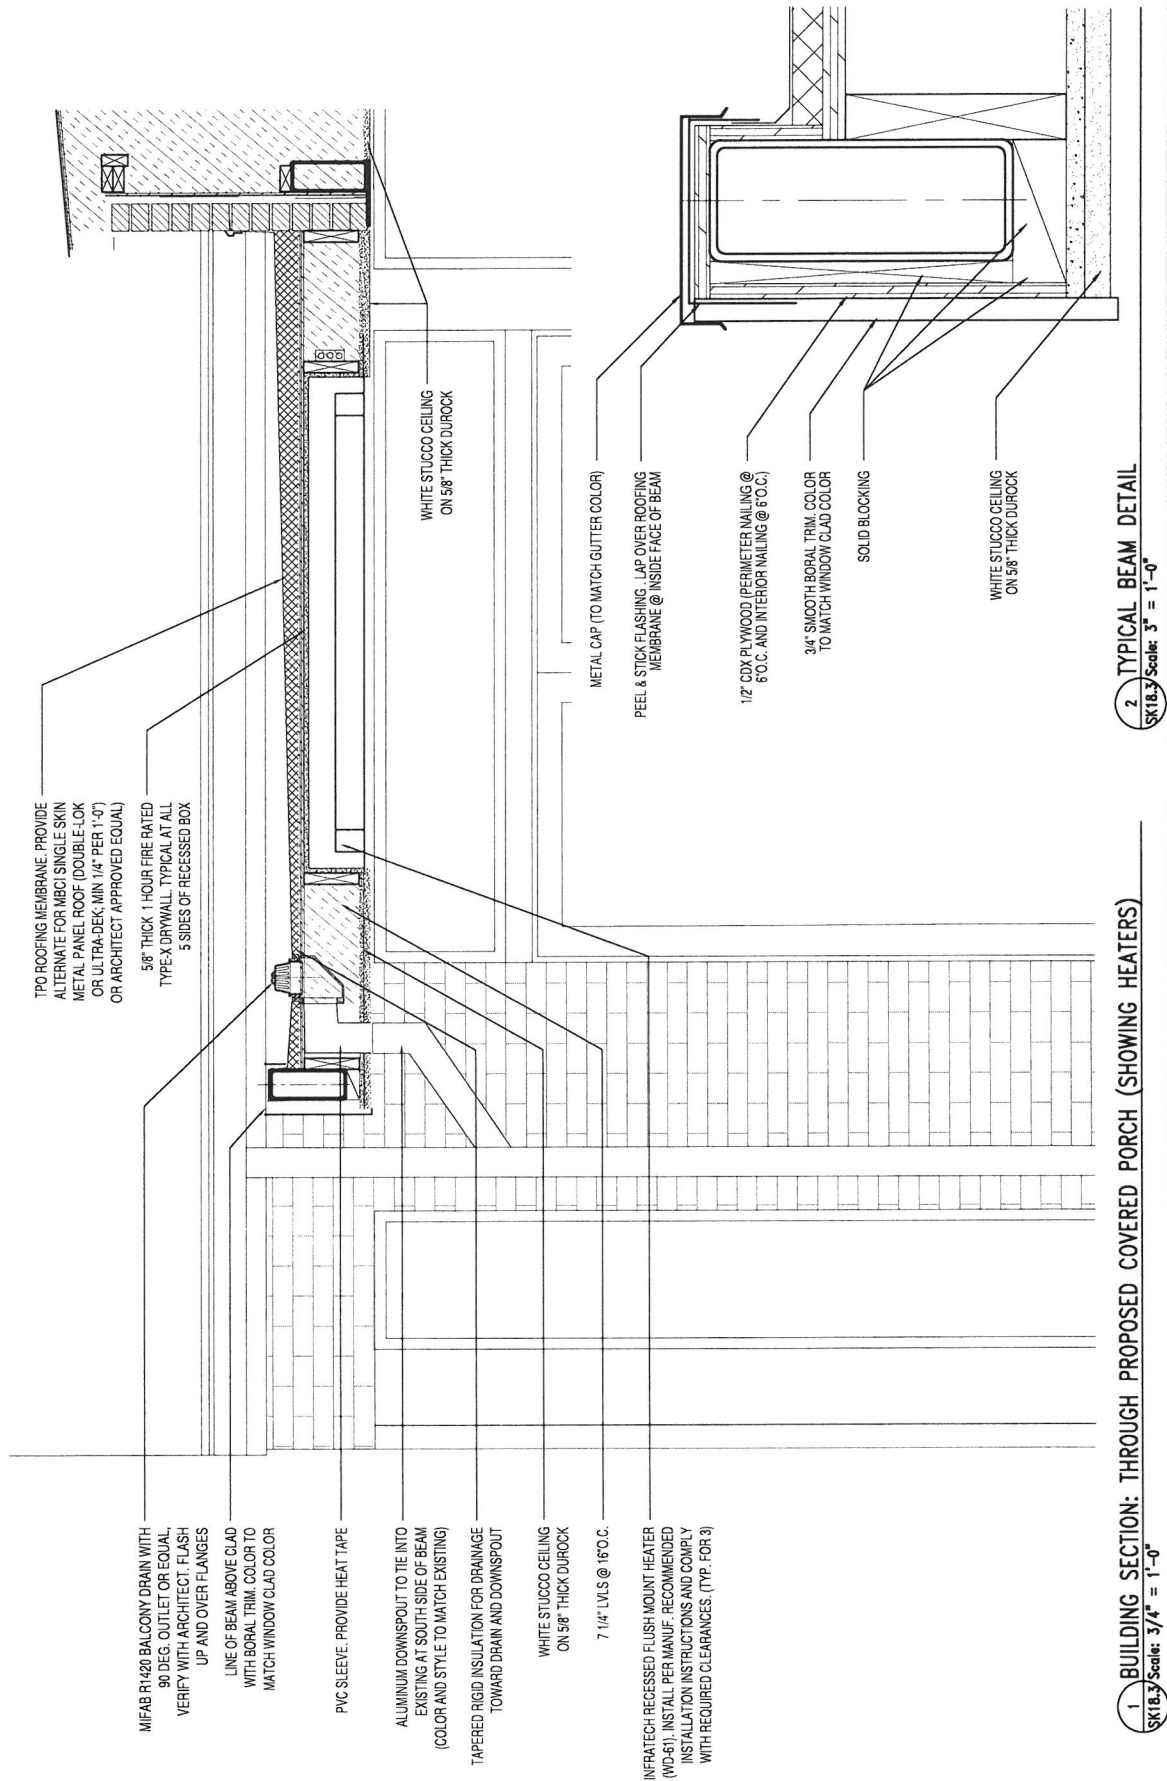 TPO ROOFING MEMBRANE. PROVIDE
ALTERNATE FOR MBCI SINGLE SKIN
METAL PANEL ROOF (DOUBLE-LOK
OR ULTRA-DEK; MIN 1/4" PER 1'-0")
OR ARCHITECT APPROVED EQUAL)
5/8" THICK 1 HOUR FIRE RATED
TYPE-X DRYWALL. TYPICAL AT ALL
5 SIDES OF RECESSED BOX
MIFAB R1420 BALCONY DRAIN WITH
90 DEG. OUTLET OR EQUAL,
VERIFY WITH ARCHITECT. FLASH
UP AND OVER FLANGES
LINE OF BEAM ABOVE CLAD
WITH BORAL TRIM. COLOR TO
MATCH WINDOW CLAD COLOR
PVC SLEEVE. PROVIDE HEAT TAPE
ALUMINUM DOWNSPOUT TO TIE INTO
EXISTING AT SOUTH SIDE OF BEAM
(COLOR AND STYLE TO MATCH EXISTING)
TAPERED RIGID INSULATION FOR DRAINAGE
TOWARD DRAIN AND DOWNSPOUT
WHITE STUCCO CEILING
ON 5/8" THICK DUROCK
7 1/4" LVLS @ 16"O.C.
INFRATECH RECESSED FLUSH MOUNT HEATER
(WD-61). INSTALL PER MANUF. RECOMMENDED
INSTALLATION INSTRUCTIONS AND COMPLY
WITH REQUIRED CLEARANCES. (TYP. FOR 3)
WHITE STUCCO CEILING
ON 5/8" THICK DUROCK
1
SK18.3
BUILDING SECTION: THROUGH PROPOSED COVERED PORCH (SHOWING HEATERS)
Scale: 3/4" = 1'-0"
METAL CAP (TO MATCH GUTTER COLOR)
PEEL & STICK FLASHING. LAP OVER ROOFING
MEMBRANE @ INSIDE FACE OF BEAM
1/2" CDX PLYWOOD (PERIMETER NAILING @
6"O.C. AND INTERIOR NAILING @ 6"O.C.)
3/4" SMOOTH BORAL TRIM. COLOR
TO MATCH WINDOW CLAD COLOR
SOLID BLOCKING
WHITE STUCCO CEILING
ON 5/8" THICK DUROCK
2
SK18.3
TYPICAL BEAM DETAIL
Scale: 3" = 1'-0"